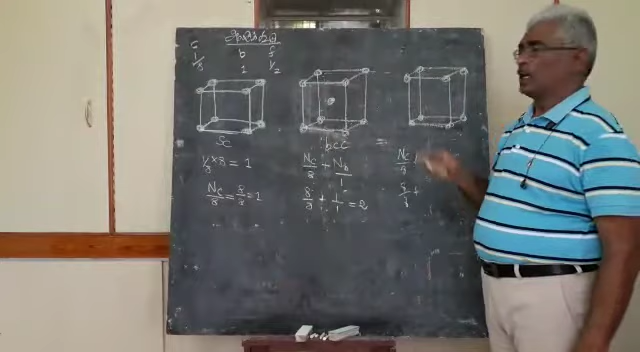 c b f
1/8 1 1/2
SC
bcc =
1/8 × 8 = 1
Nc/8 = 8/8 = 1
Nc/8 + Nb/1
8/8 + 1/1 = 2
Nc/8 +
8/8 +